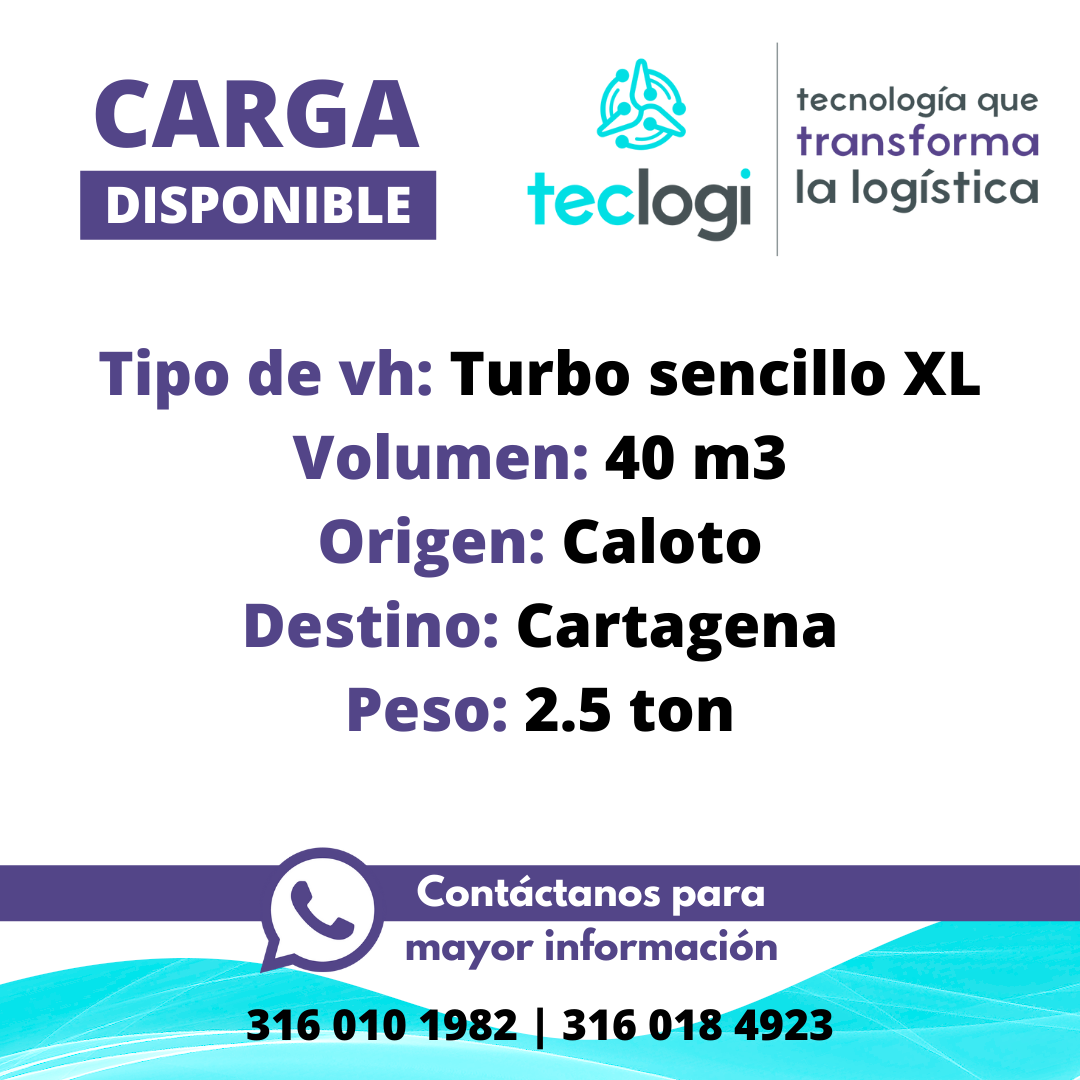 CARGA
DISPONIBLE
teclogi
tecnología que
transforma
la logística
Tipo de vh: Turbo sencillo XL
Volumen: 40 m3
Origen: Caloto
Destino: Cartagena
Peso: 2.5 ton
Contáctanos para
mayor información
316 010 1982 | 316 018 4923